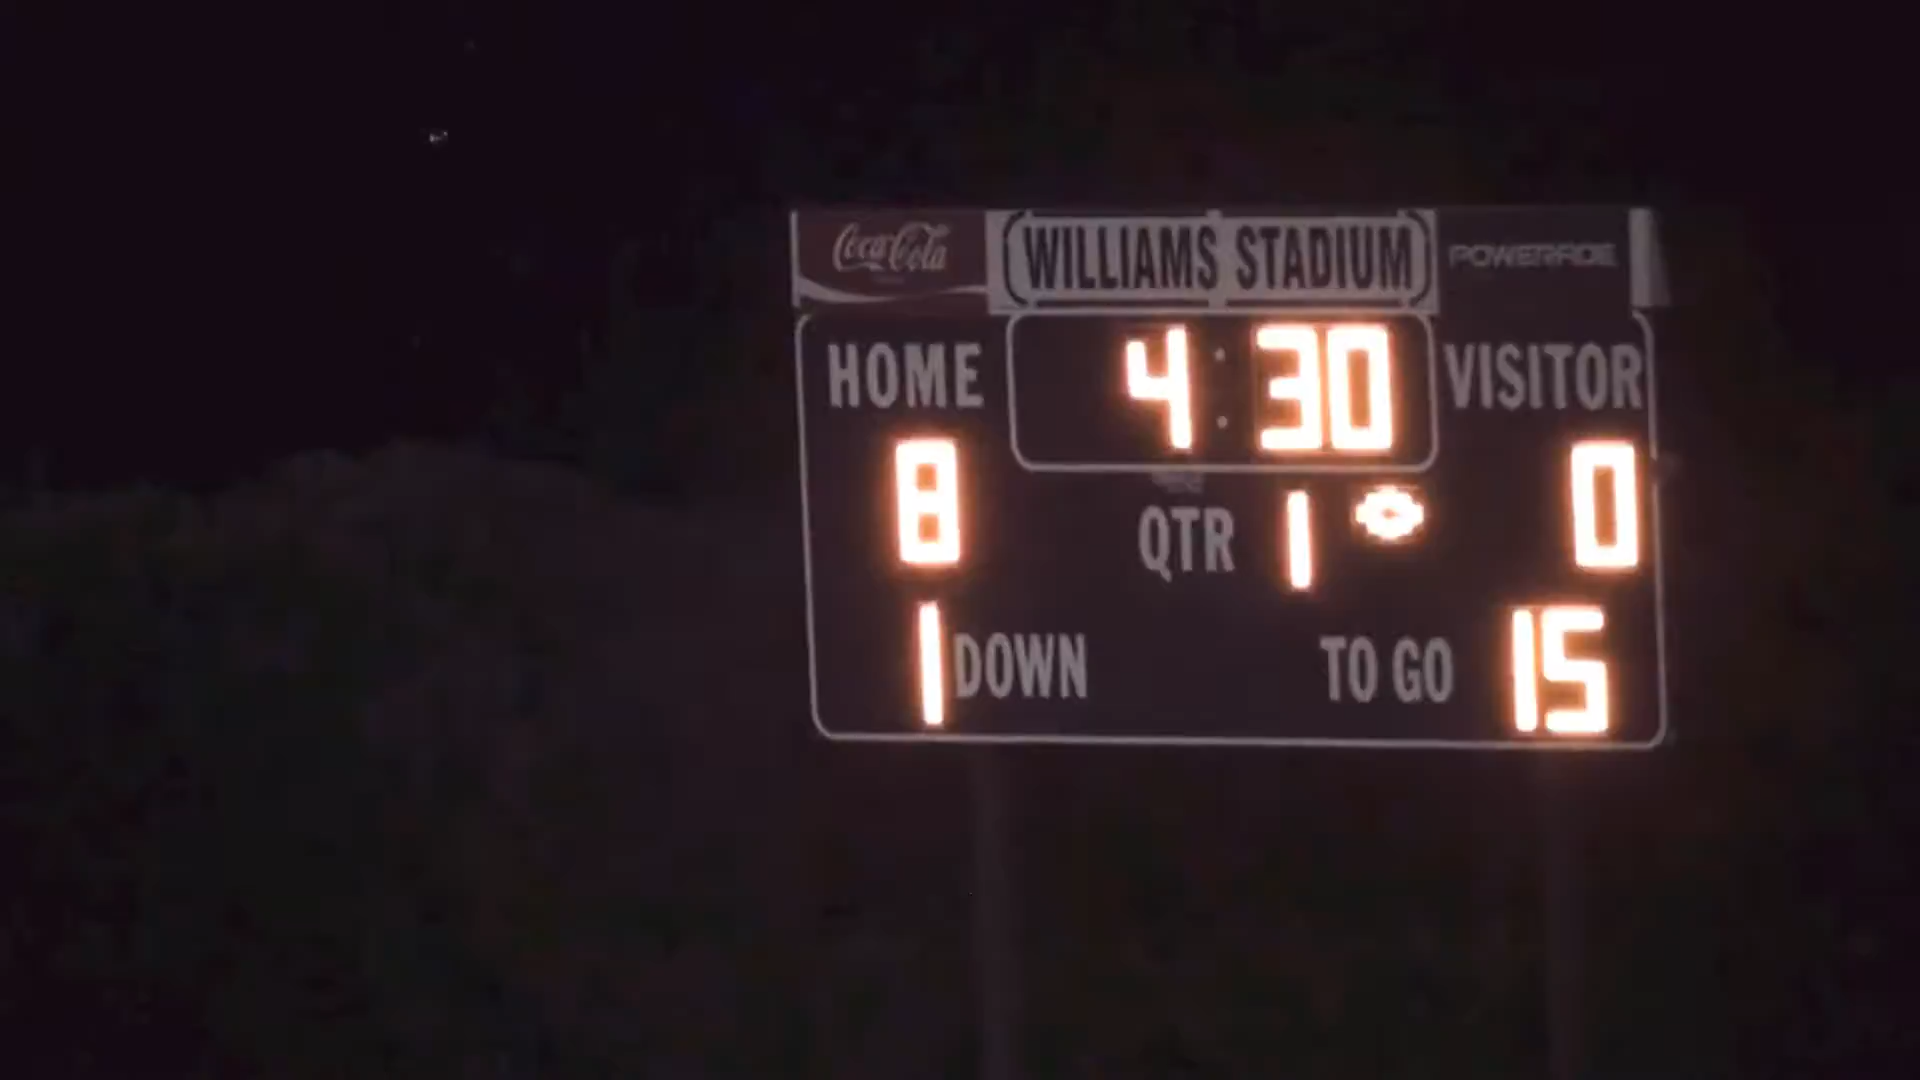 Coca-Cola WILLIAMS STADIUM POWERADE
HOME 4:30 VISITOR
8 QTR 1 0
1 DOWN TO GO 15